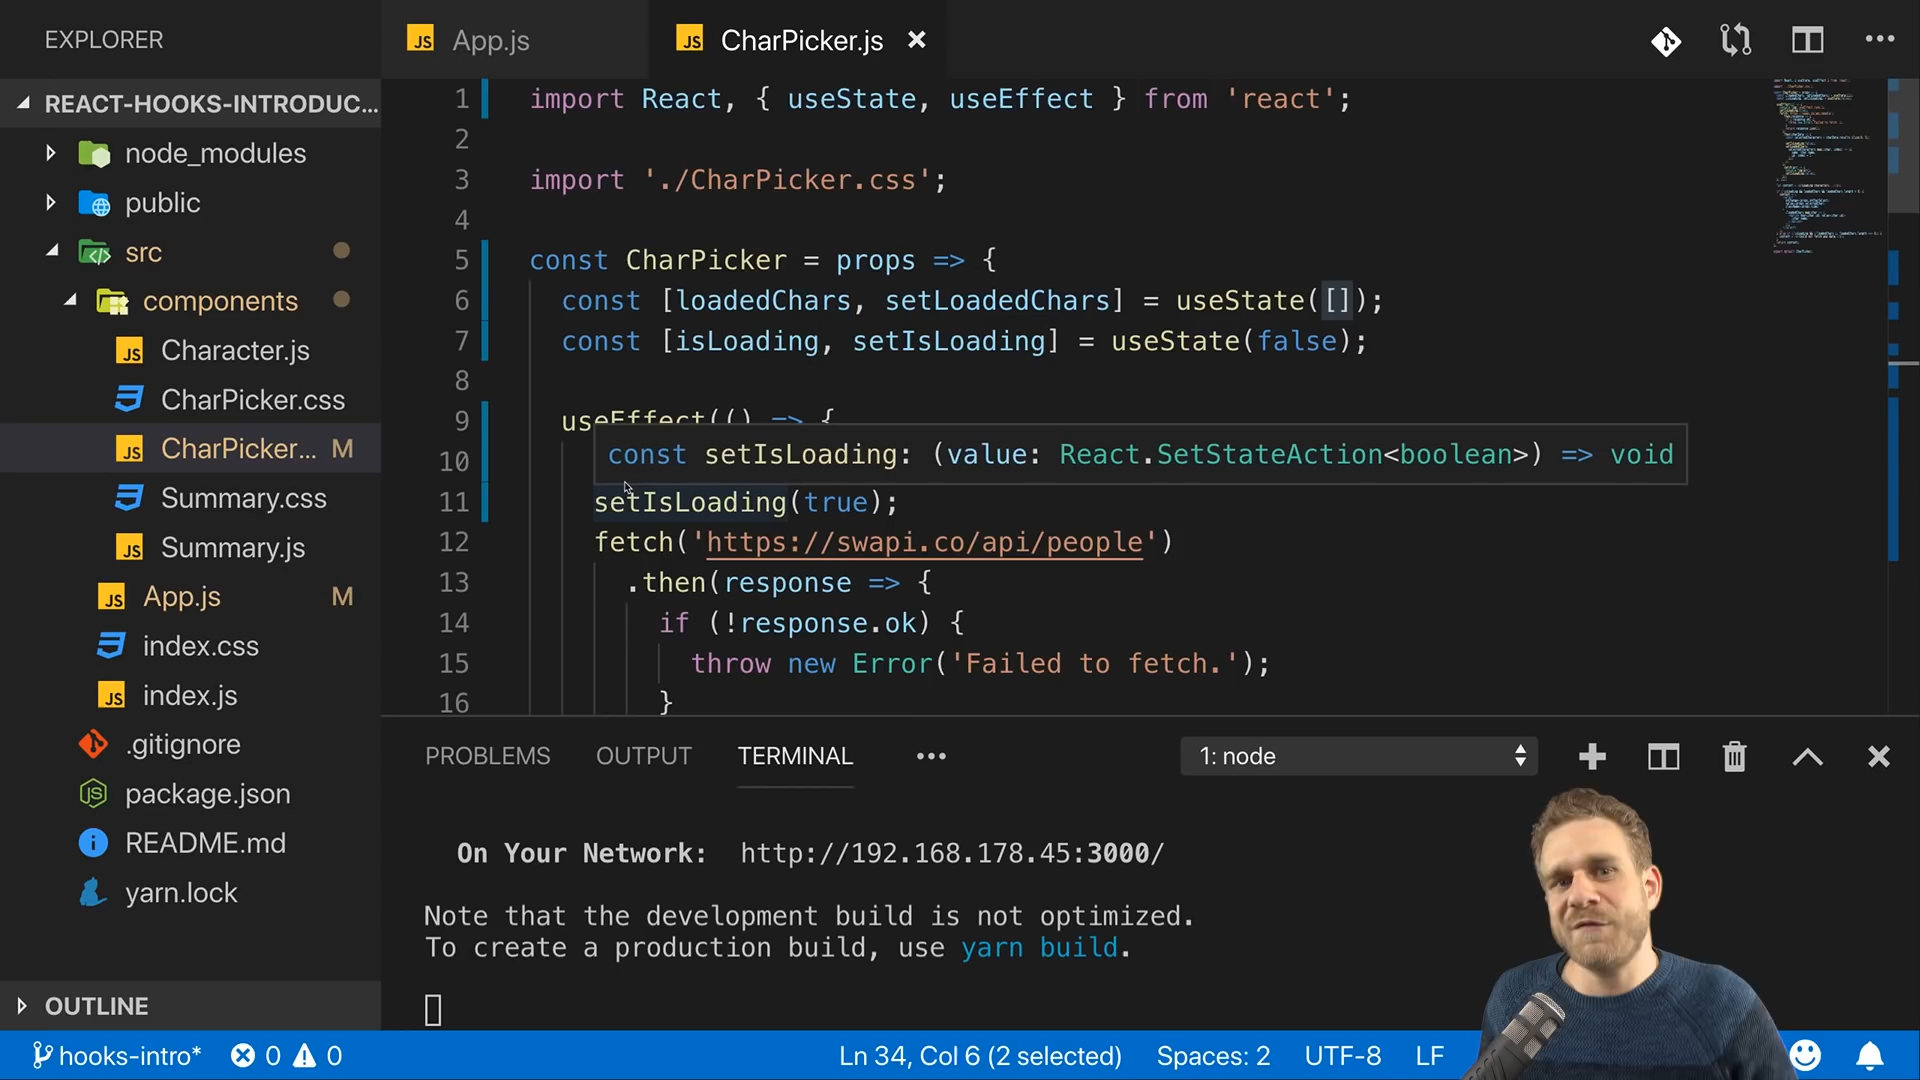 EXPLORER
REACT-HOOKS-INTRODUC...
node_modules
public
src
components
Character.js
CharPicker.css
CharPicker... M
Summary.css
Summary.js
App.js M
index.css
index.js
.gitignore
package.json
README.md
yarn.lock
OUTLINE
App.js
CharPicker.js
1 import React, { useState, useEffect } from 'react';
2
3 import './CharPicker.css';
4
5 const CharPicker = props => {
6 const [loadedChars, setLoadedChars] = useState([]);
7 const [isLoading, setIsLoading] = useState(false);
8
9 useEffect(() => {
10 const setIsLoading: (value: React.SetStateAction<boolean>) => void
11 setIsLoading(true);
12 fetch('https://swapi.co/api/people')
13 .then(response => {
14 if (!response.ok) {
15 throw new Error('Failed to fetch.');
16 }
PROBLEMS OUTPUT TERMINAL ... 1: node
On Your Network: http://192.168.178.45:3000/
Note that the development build is not optimized.
To create a production build, use yarn build.
hooks-intro* 0 0 Ln 34, Col 6 (2 selected) Spaces: 2 UTF-8 LF